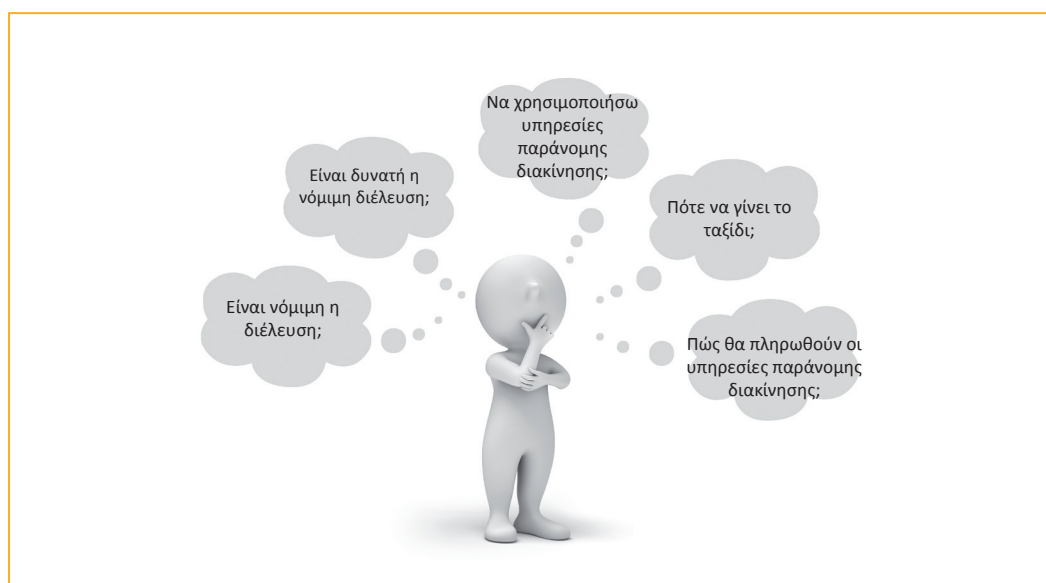 Είναι νόμιμη η
διέλευση;
Είναι δυνατή η
νόμιμη διέλευση;
Να χρησιμοποιήσω
υπηρεσίες
παράνομης
διακίνησης;
Πότε να γίνει το
ταξίδι;
Πώς θα πληρωθούν οι
υπηρεσίες παράνομης
διακίνησης;